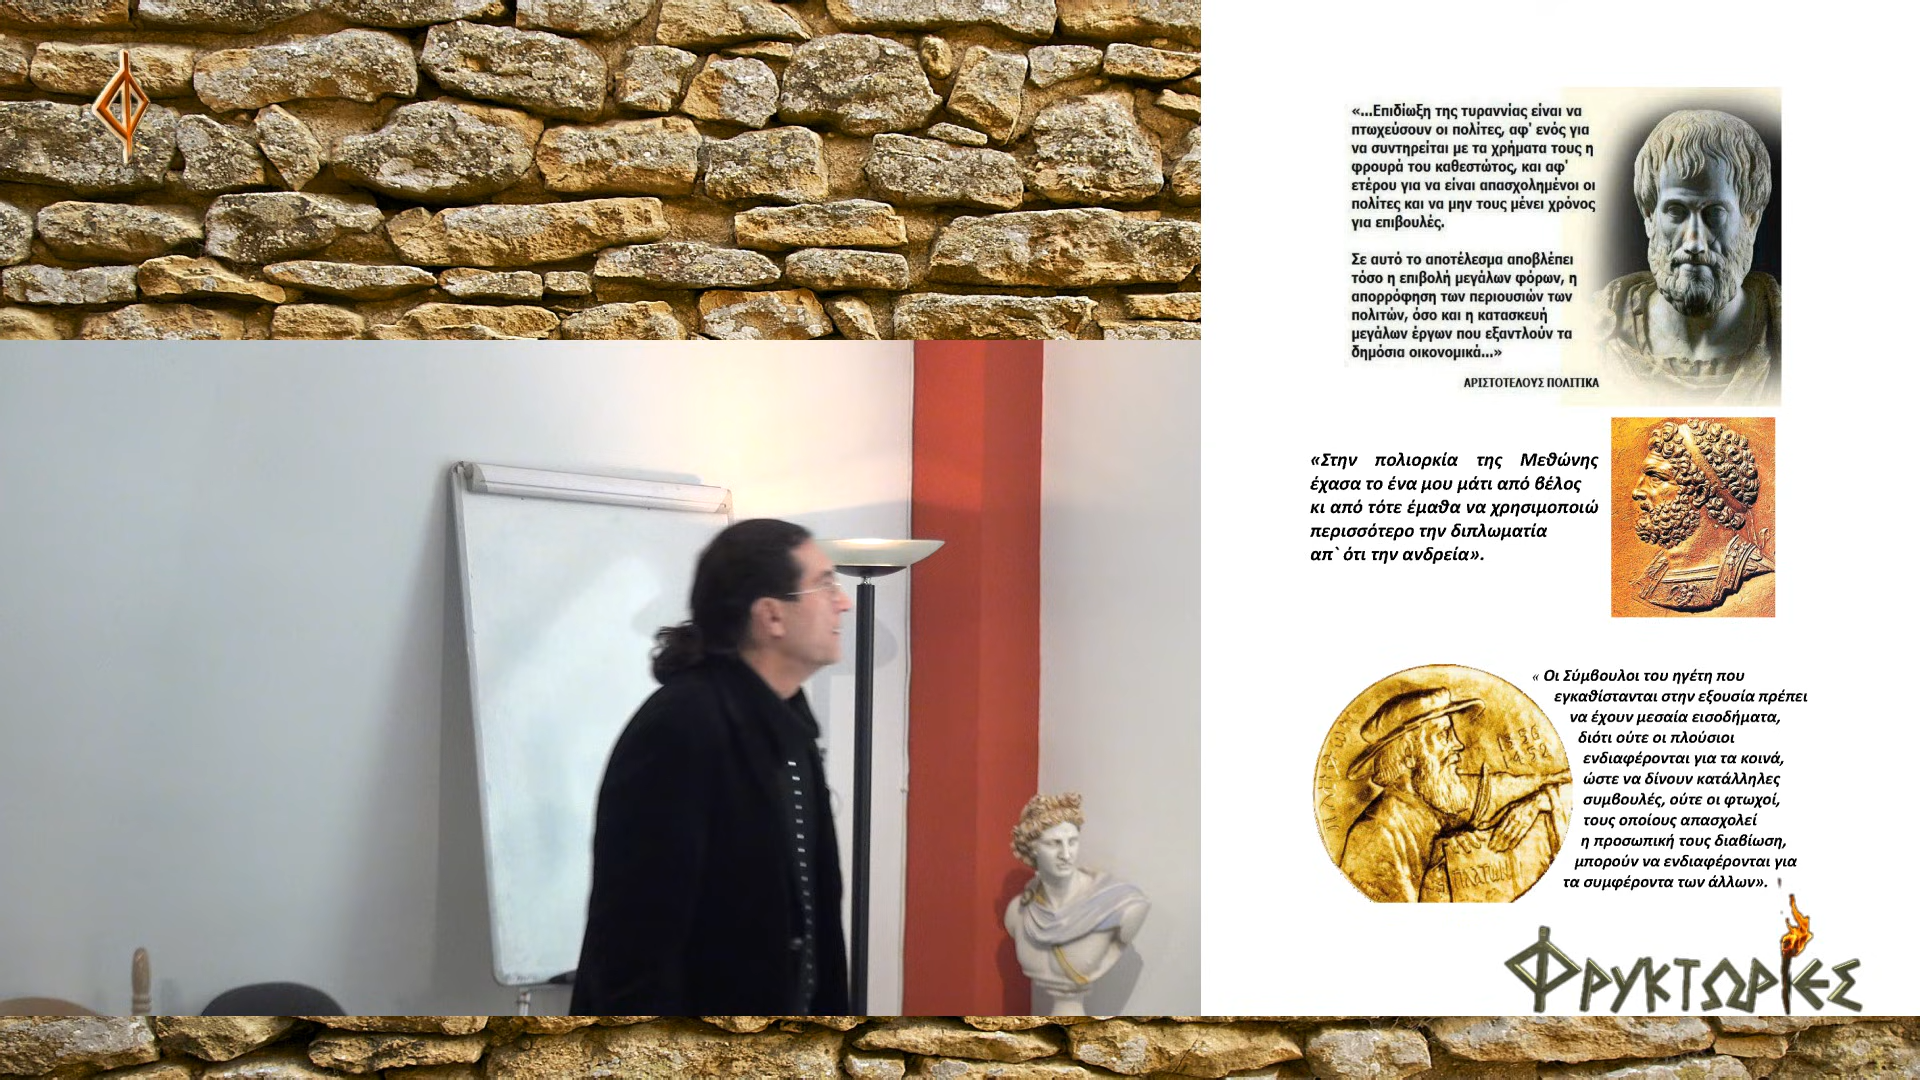 «...Επιδίωξη της τυραννίας είναι να
πτωχεύσουν οι πολίτες, αφ' ενός για
να συντηρείται με τα χρήματα τους η
φρουρά του καθεστώτος, και αφ'
ετέρου για να είναι απασχολημένοι οι
πολίτες και να μην τους μένει χρόνος
για επιβουλές.
Σε αυτό το αποτέλεσμα αποβλέπει
τόσο η επιβολή μεγάλων φόρων, η
απορρόφηση των περιουσιών των
πολιτών, όσο και η κατασκευή
μεγάλων έργων που εξαντλούν τα
δημόσια οικονομικά...»
ΑΡΙΣΤΟΤΕΛΟΥΣ ΠΟΛΙΤΙΚΑ
«Στην πολιορκία της Μεθώνης
έχασα το ένα μου μάτι από βέλος
κι από τότε έμαθα να χρησιμοποιώ
περισσότερο την διπλωματία
απ` ότι την ανδρεία».
« Οι Σύμβουλοι του ηγέτη που
εγκαθίστανται στην εξουσία πρέπει
να έχουν μεσαία εισοδήματα,
διότι ούτε οι πλούσιοι
ενδιαφέρονται για τα κοινά,
ώστε να δίνουν κατάλληλες
συμβουλές, ούτε οι φτωχοί,
τους οποίους απασχολεί
η προσωπική τους διαβίωση,
μπορούν να ενδιαφέρονται για
τα συμφέροντα των άλλων».
ΠΛΑΤΩΝ
ΦΡΥΚΤΩΡΙΕΣ